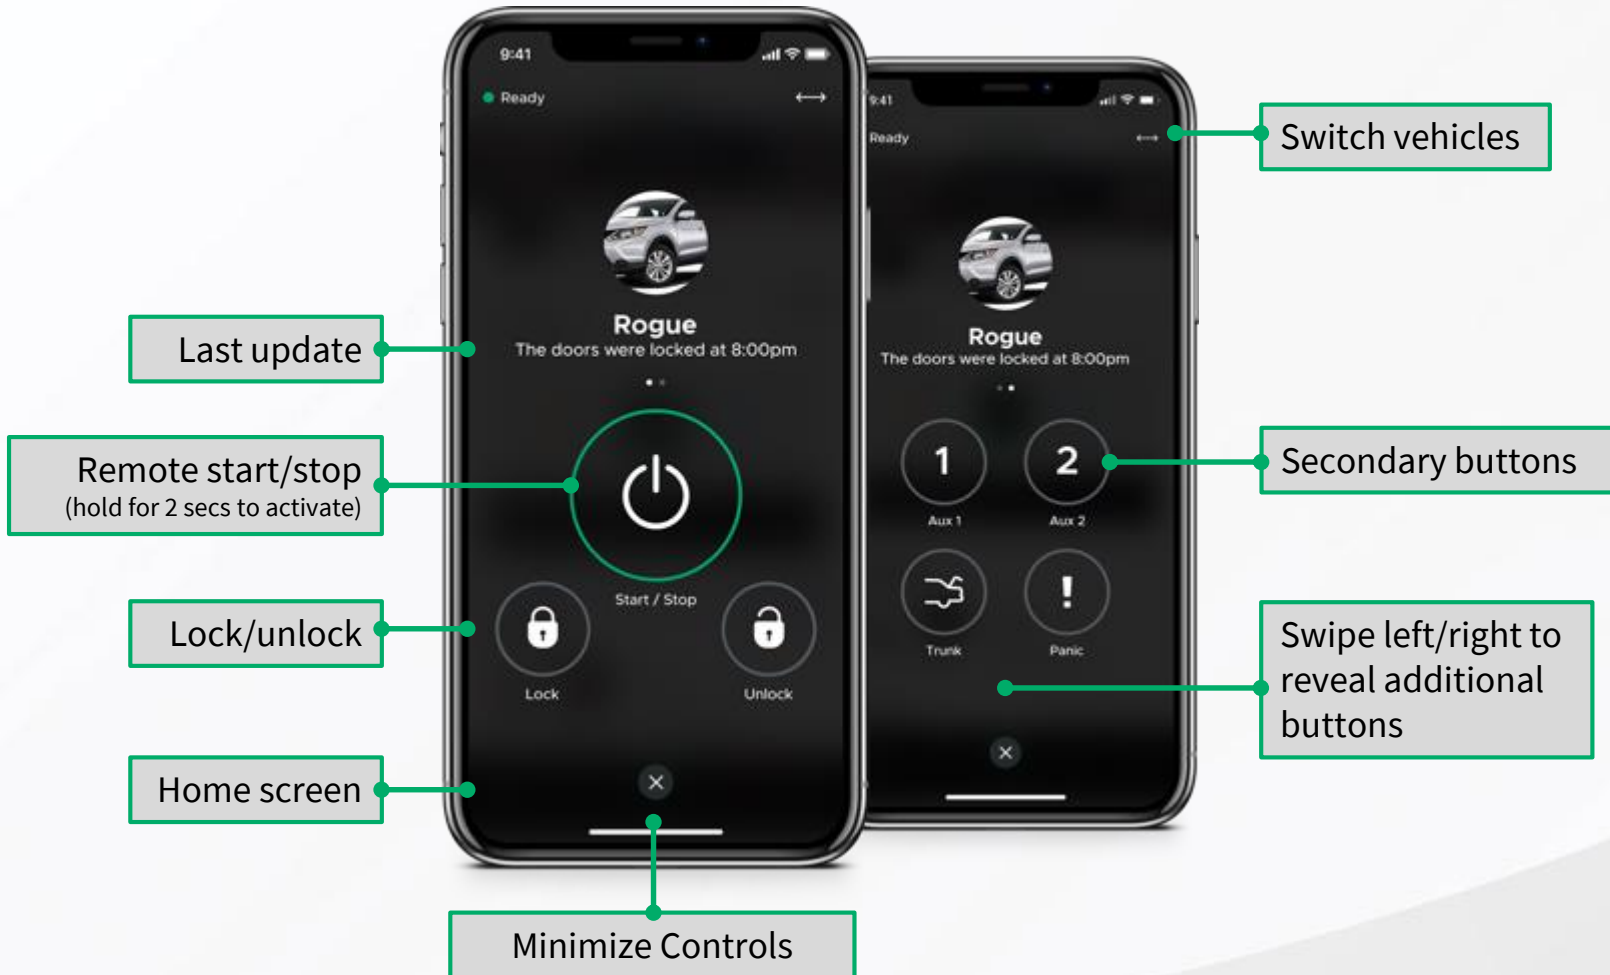 9:41
Ready
Rogue
The doors were locked at 8:00pm
Start / Stop
Lock
Unlock
9:41
Ready
Rogue
The doors were locked at 8:00pm
1
2
Aux 1
Aux 2
!
Trunk
Panic
Last update
Remote start/stop
(hold for 2 secs to activate)
Lock/unlock
Home screen
Minimize Controls
Switch vehicles
Secondary buttons
Swipe left/right to
reveal additional
buttons